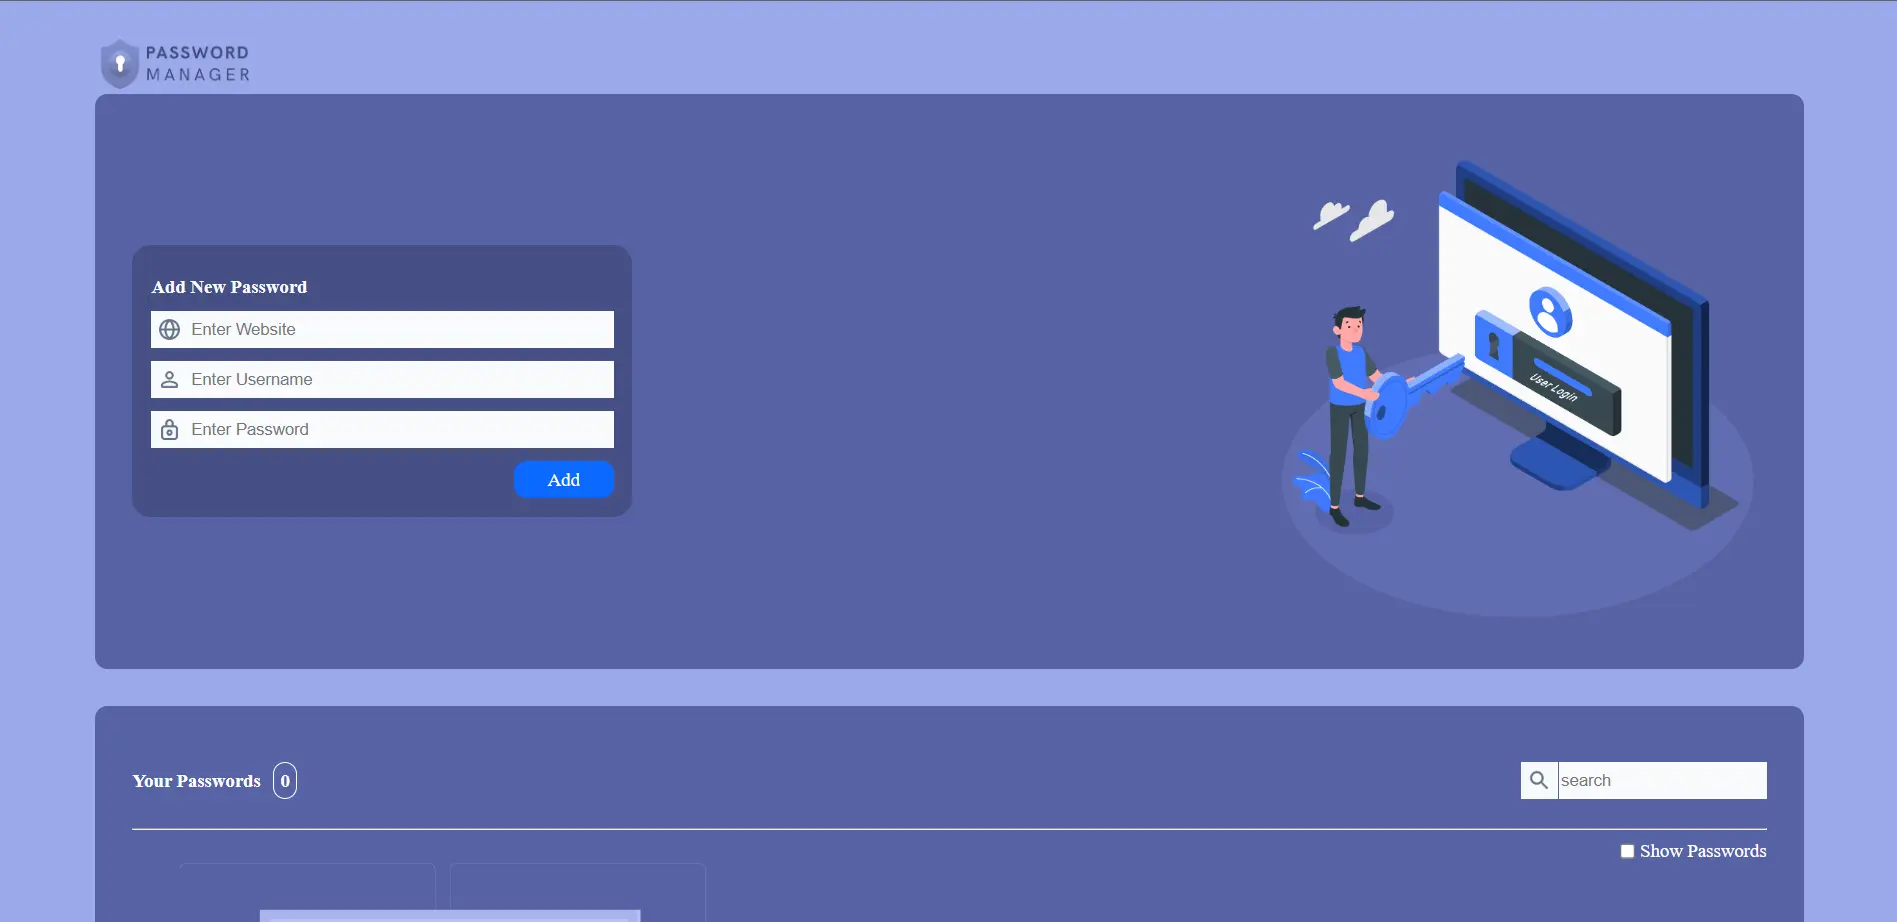 PASSWORD
MANAGER
Add New Password
Enter Website
Enter Username
Enter Password
Add
User Login
Your Passwords 0
search
Show Passwords